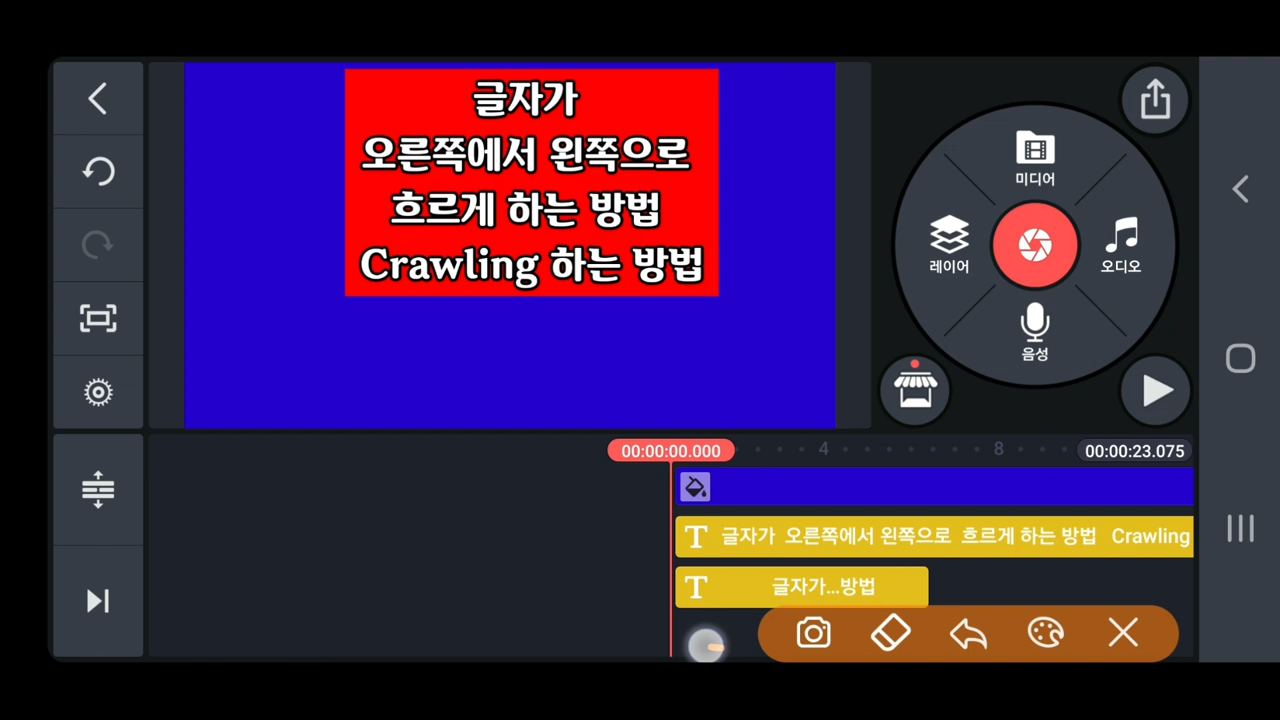 글자가
오른쪽에서 왼쪽으로
흐르게 하는 방법
Crawling 하는 방법
미디어
레이어
오디오
음성
00:00:00.000
4
8
00:00:23.075
T 글자가 오른쪽에서 왼쪽으로 흐르게 하는 방법 Crawling
T 글자가...방법